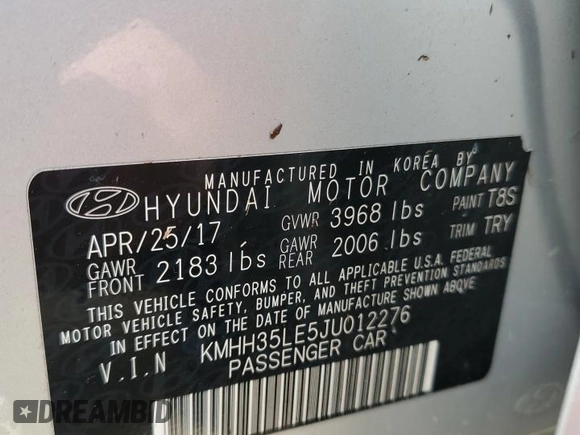 MANUFACTURED IN KOREA BY
HYUNDAI MOTOR COMPANY
APR/25/17 GVWR 3968 lbs PAINT T8S
GAWR FRONT 2183 lbs GAWR REAR 2006 lbs TRIM TRY
THIS VEHICLE CONFORMS TO ALL APPLICABLE U.S.A. FEDERAL
MOTOR VEHICLE SAFETY, BUMPER, AND THEFT PREVENTION STANDARDS
IN EFFECT ON THE DATE OF MANUFACTURE SHOWN ABOVE.
V.I.N KMHH35LE5JU012276
PASSENGER CAR
DREAMBID